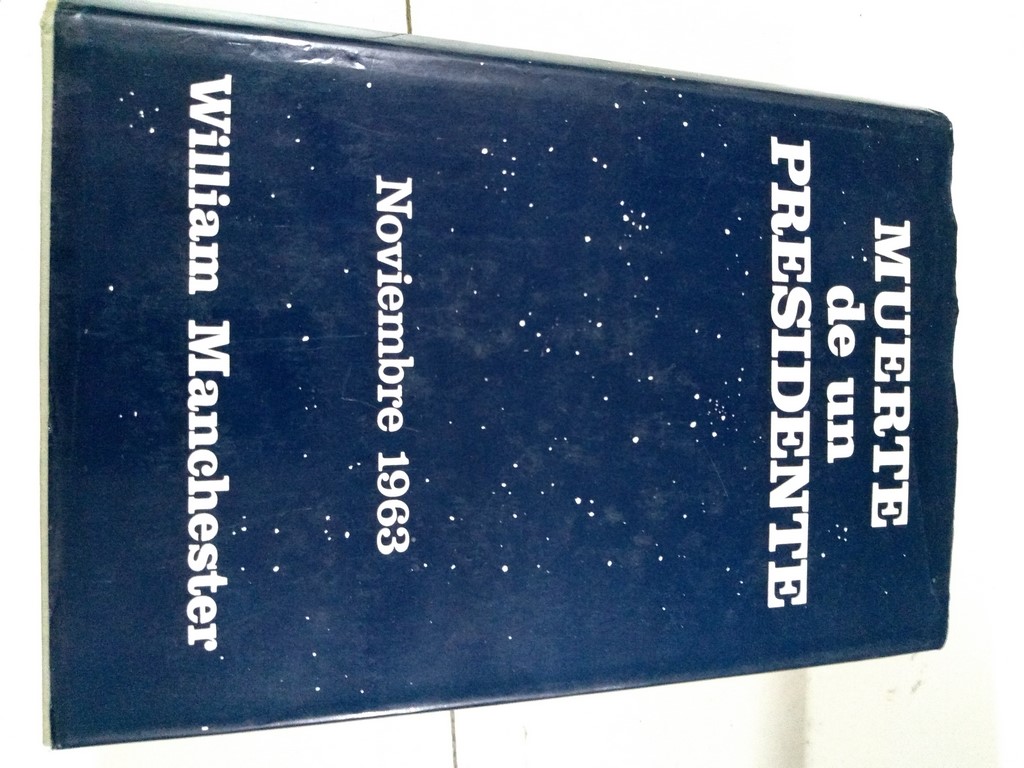 MUERTE
de un
PRESIDENTE
Noviembre 1963
William Manchester